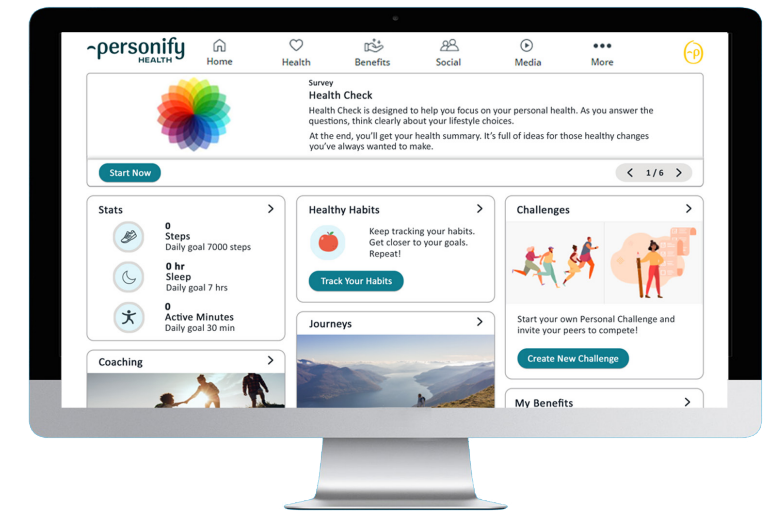 ~personify
HEALTH
Home
Health
Benefits
Social
Media
More
~p
Survey
Health Check
Health Check is designed to help you focus on your personal health. As you answer the
questions, think clearly about your lifestyle choices.
At the end, you'll get your health summary. It's full of ideas for those healthy changes
you've always wanted to make.
Start Now
1 / 6
Stats
0
Steps
Daily goal 7000 steps
0 hr
Sleep
Daily goal 7 hrs
0
Active Minutes
Daily goal 30 min
Coaching
Healthy Habits
Keep tracking your habits.
Get closer to your goals.
Repeat!
Track Your Habits
Journeys
Challenges
Start your own Personal Challenge and
invite your peers to compete!
Create New Challenge
My Benefits